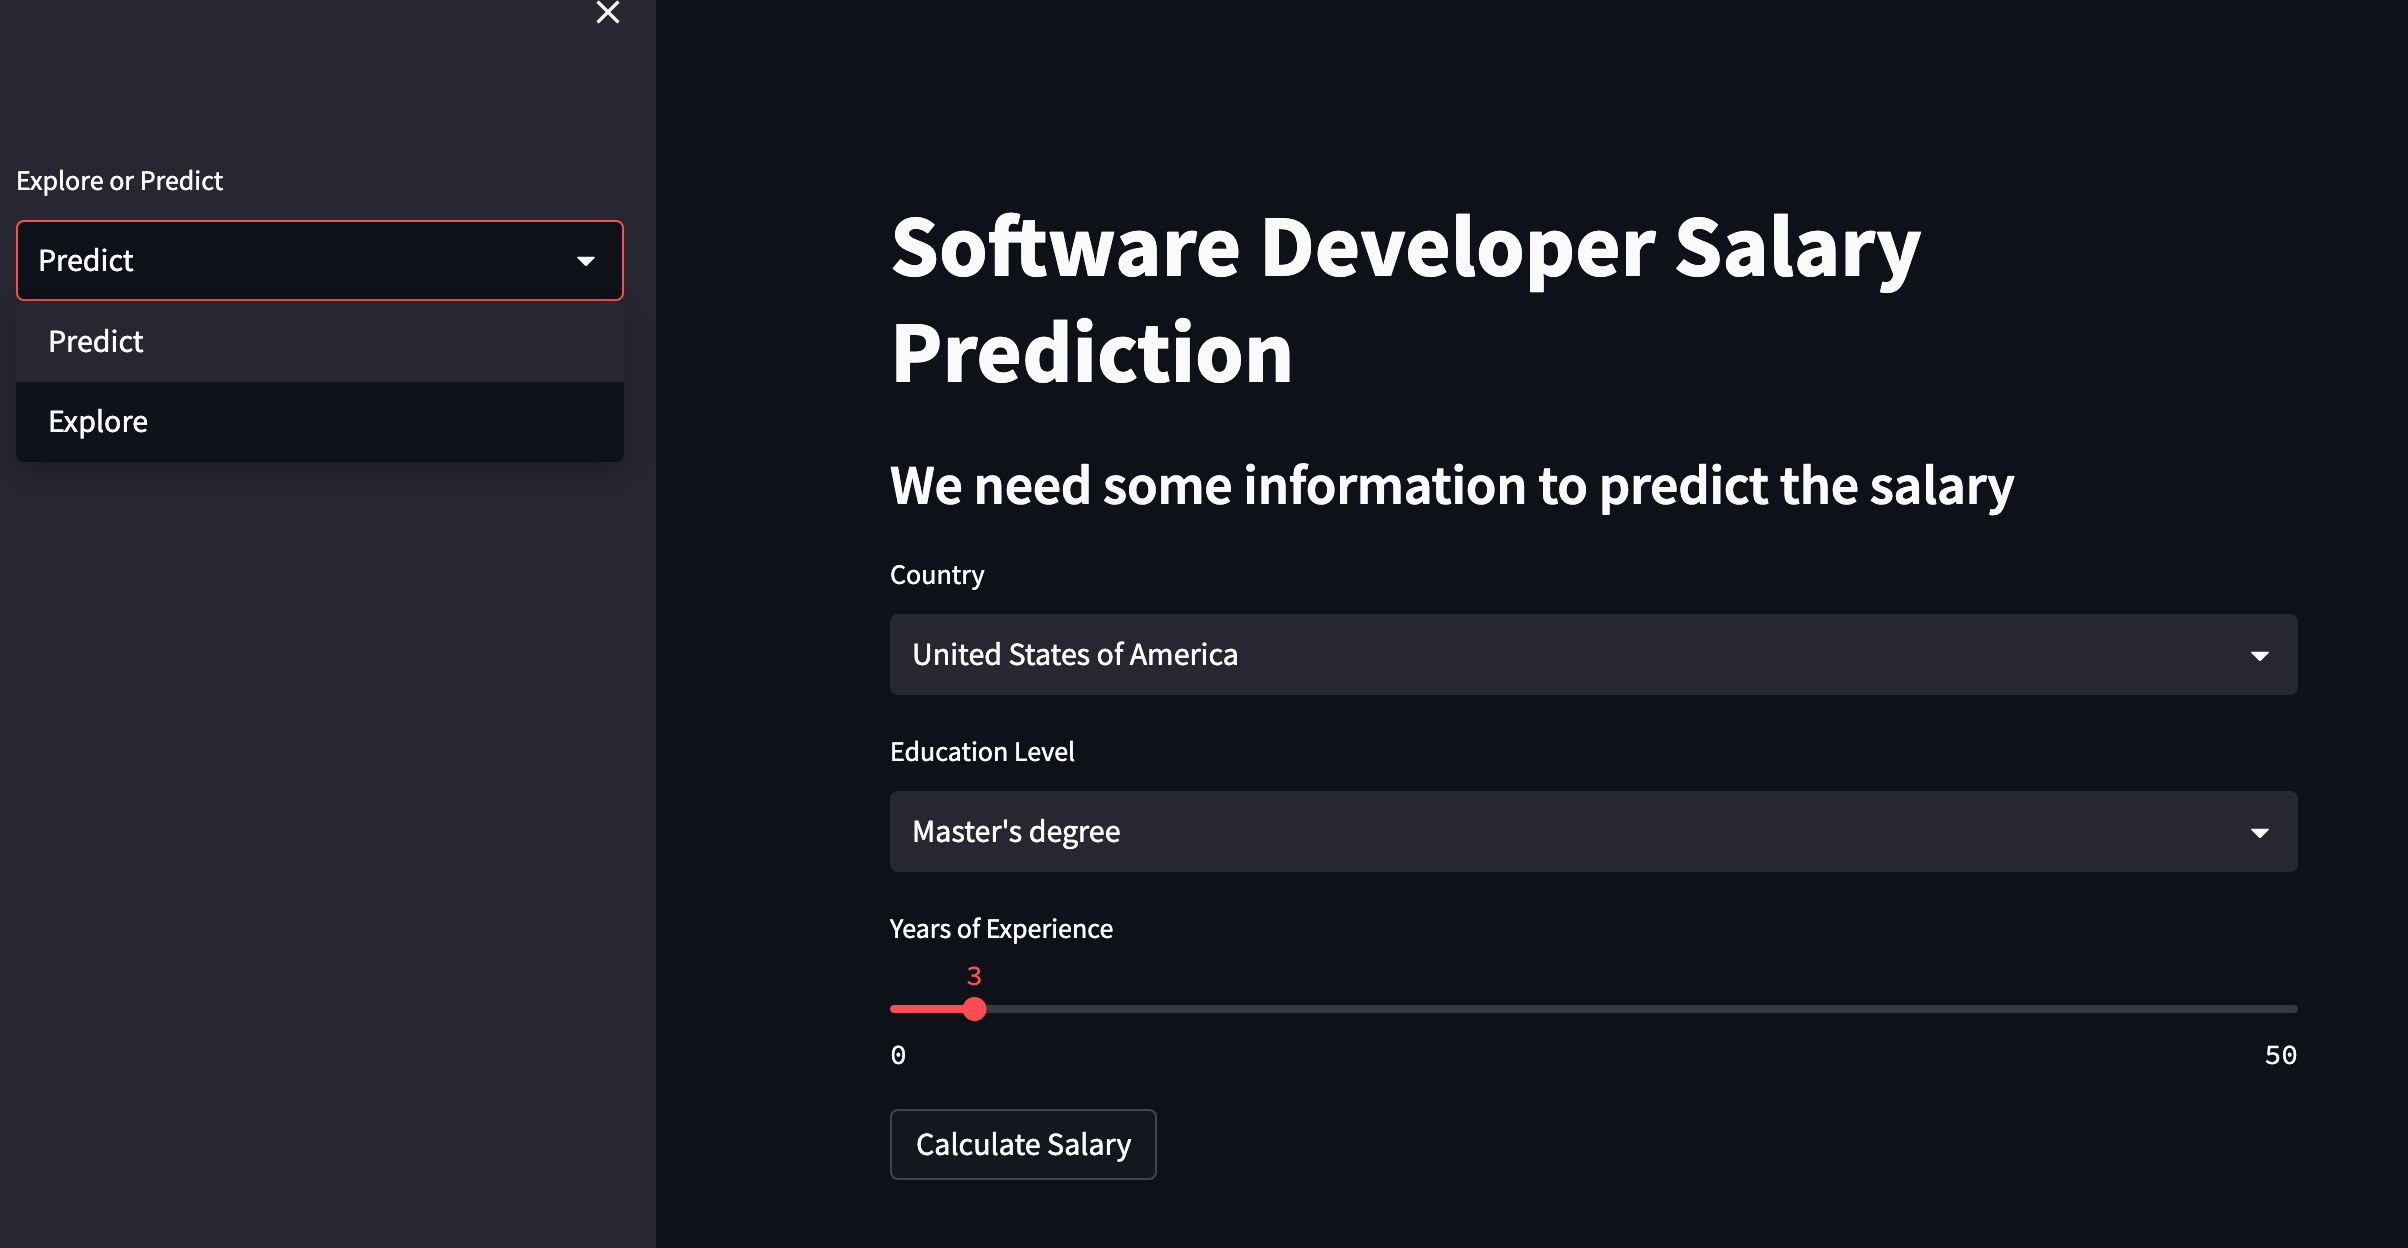 Explore or Predict
Predict
Predict
Explore
Software Developer Salary
Prediction
We need some information to predict the salary
Country
United States of America
Education Level
Master's degree
Years of Experience
3
0 50
Calculate Salary